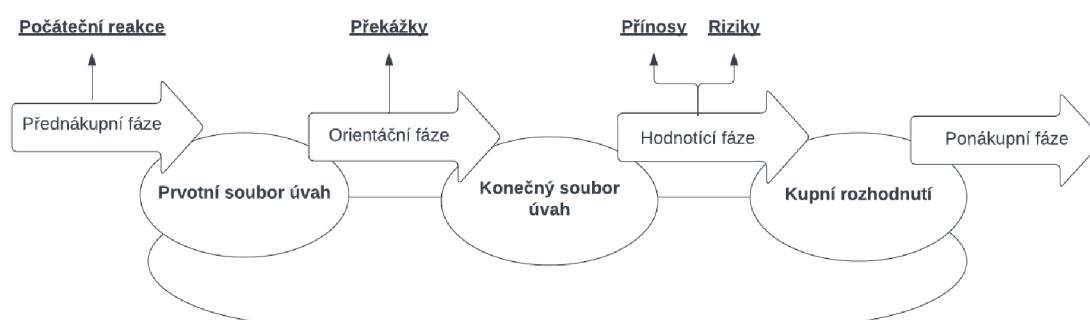 Počáteční reakce
Překážky
Přínosy
Riziky
Přednákupní fáze
Orientáční fáze
Hodnotící fáze
Ponákupní fáze
Prvotní soubor úvah
Konečný soubor
úvah
Kupní rozhodnutí